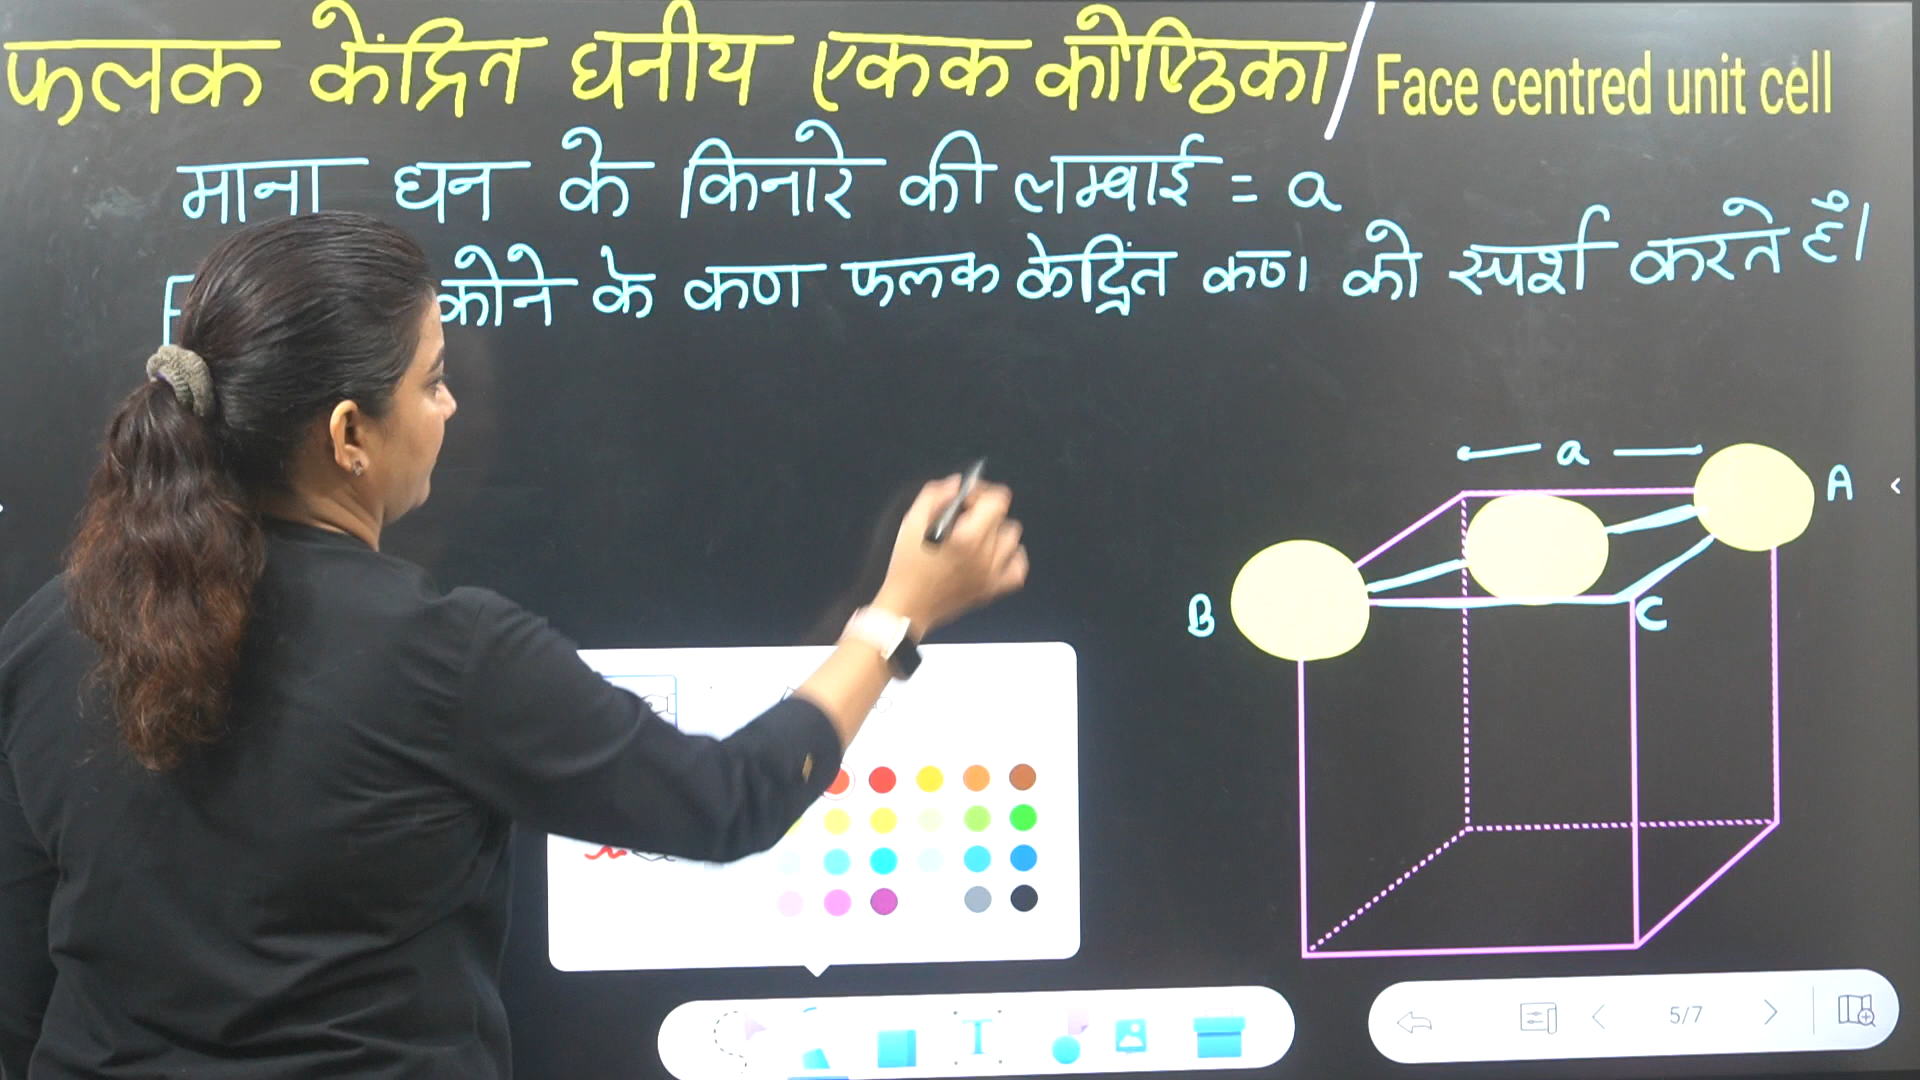 फलक केंद्रित घनीय एकक कोष्ठिका / Face centred unit cell
माना घन के किनारे की लम्बाई = a
कोने के कण फलक केंद्रित कण को स्पर्श करते हैं।
a
A
B
C
T
5/7